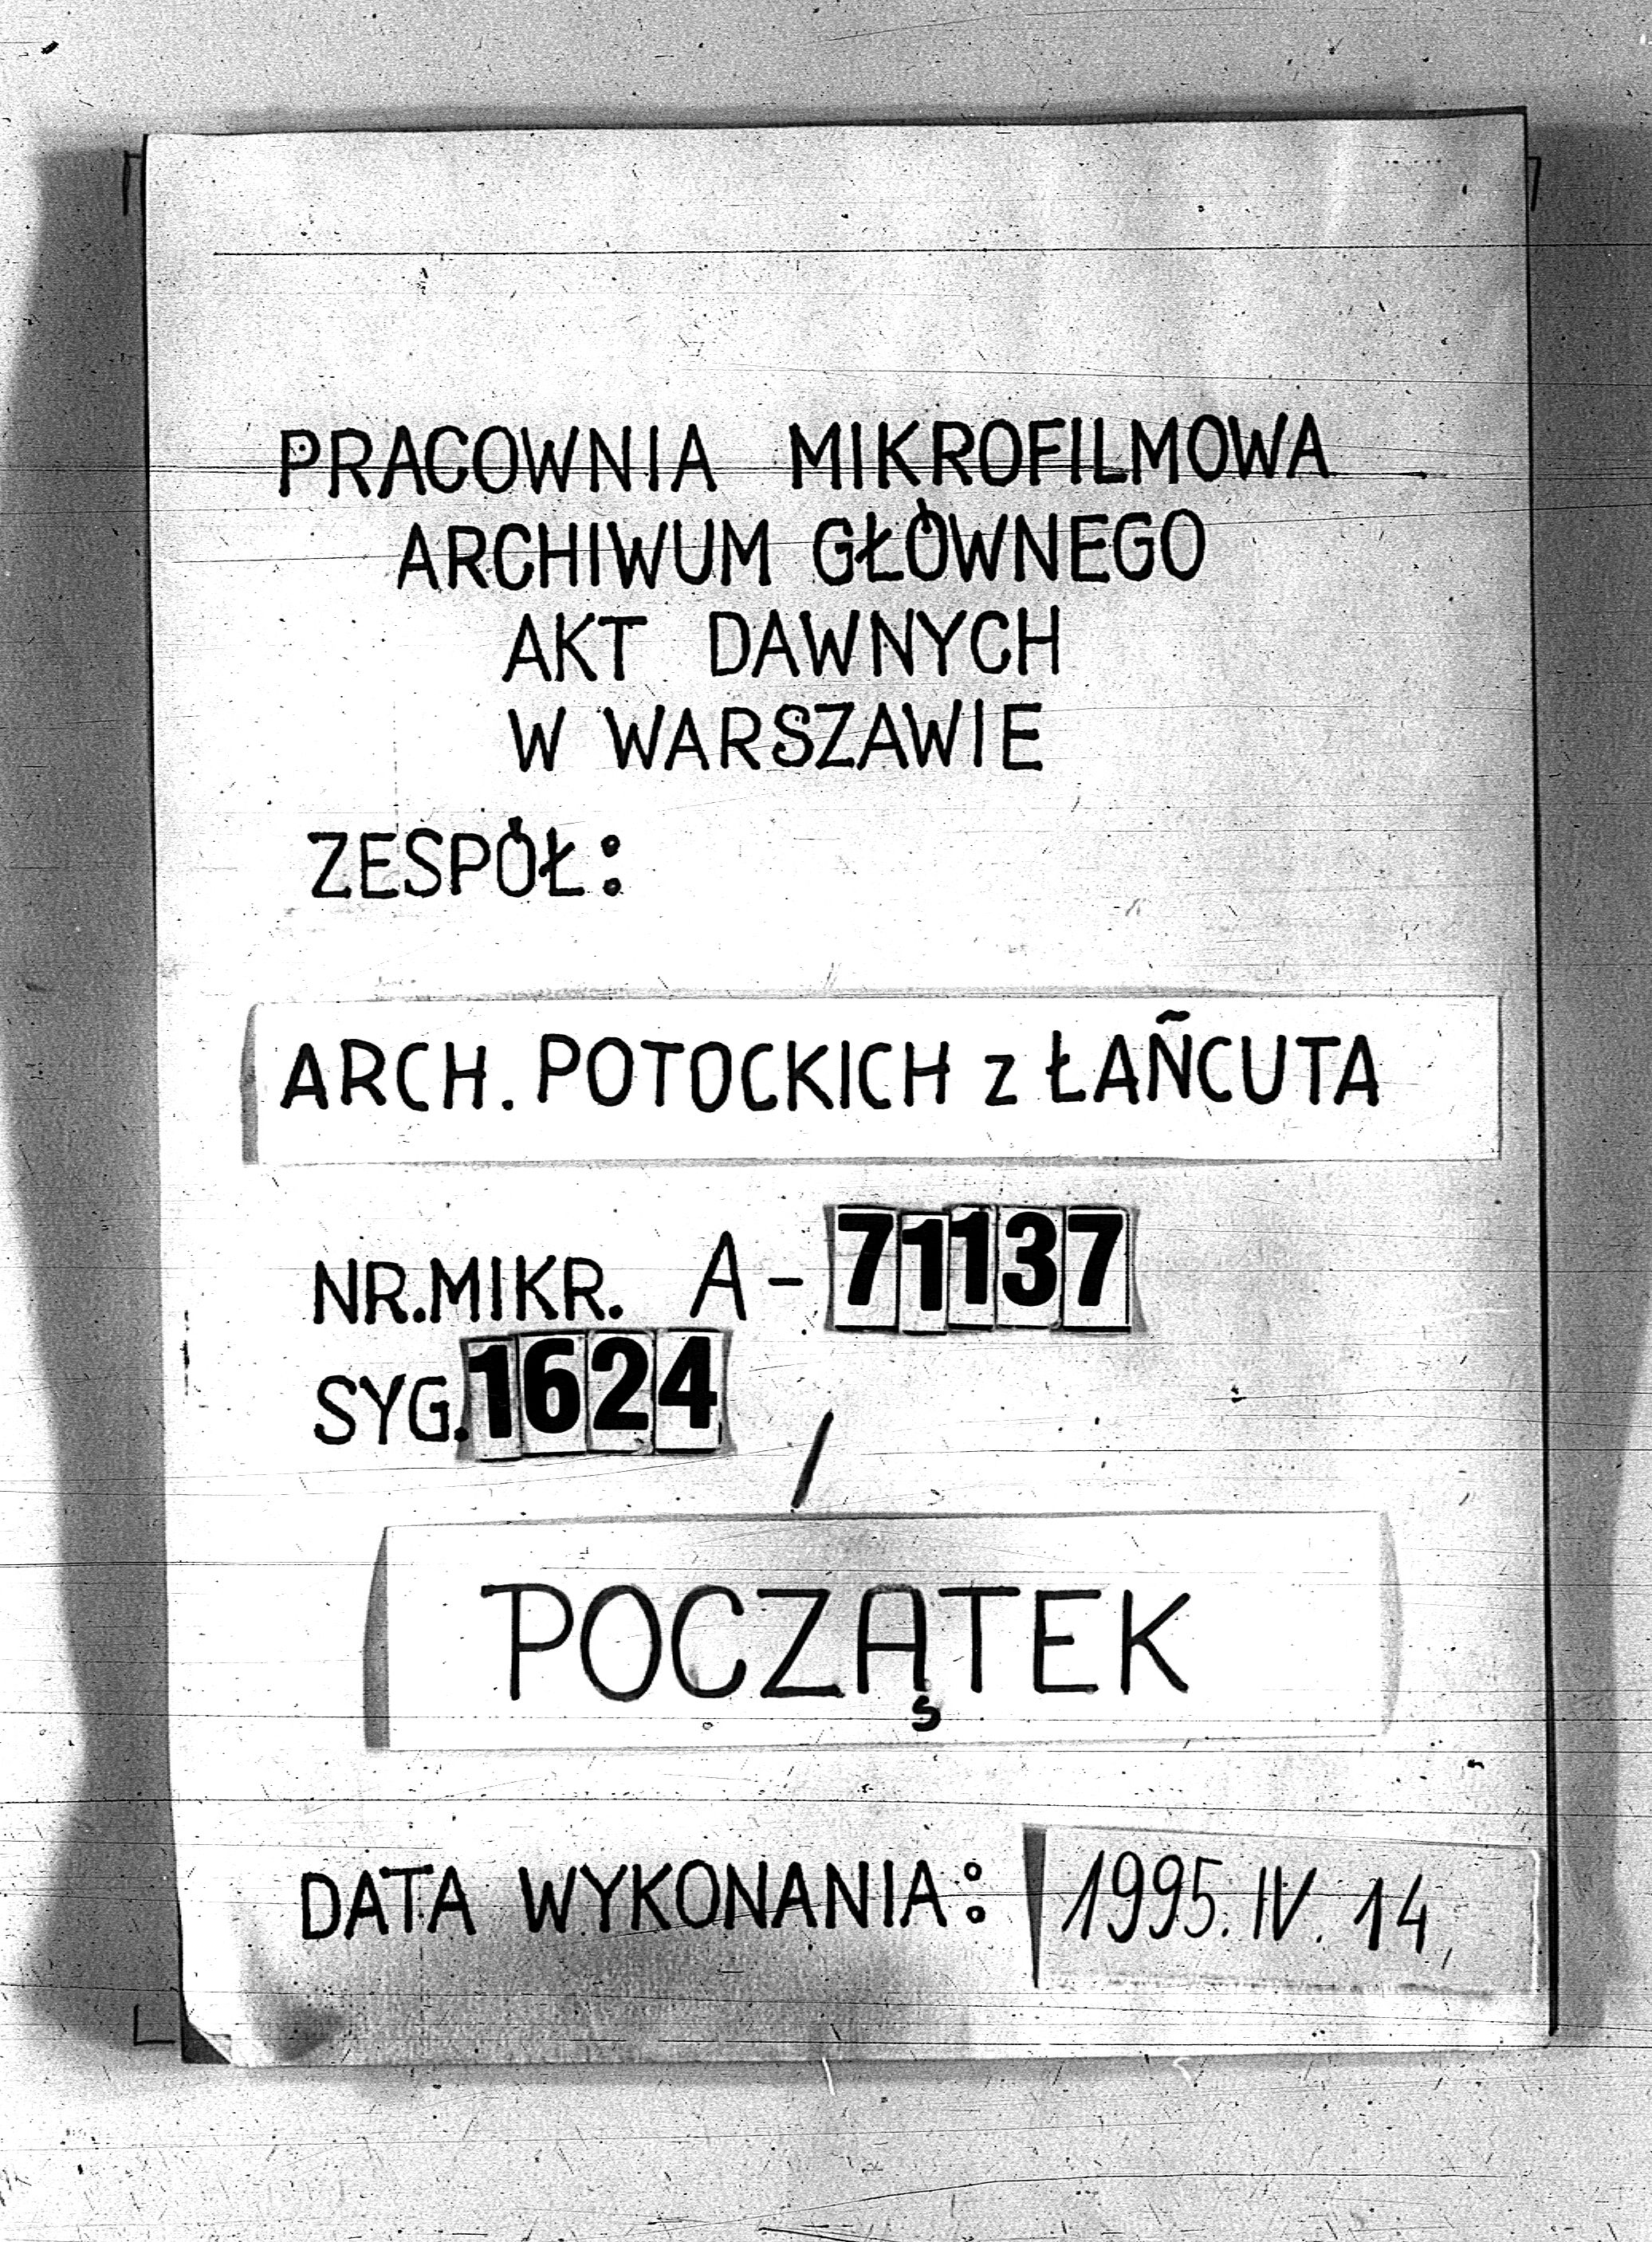 PRACOWNIA MIKROFILMOWA
ARCHIWUM GŁÓWNEGO
AKT DAWNYCH
W WARSZAWIE
ZESPÓŁ:
ARCH. POTOCKICH z ŁAŃCUTA
NR.MIKR. A-71137
SYG.1624
/
POCZĄTEK
DATA WYKONANIA: 1995.IV.14,